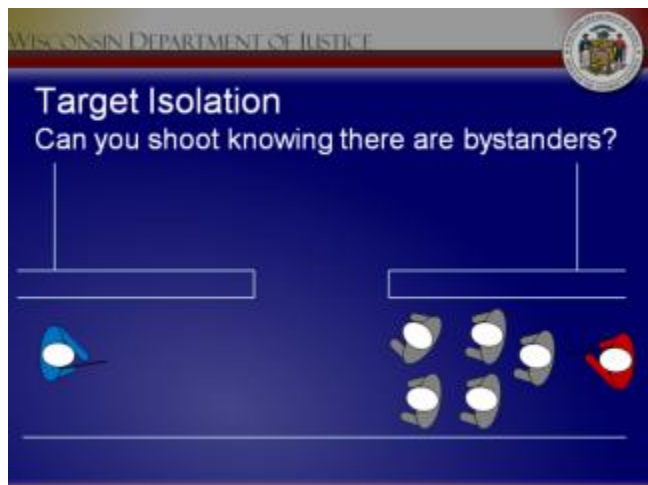 WISCONSIN DEPARTMENT OF JUSTICE
Target Isolation
Can you shoot knowing there are bystanders?